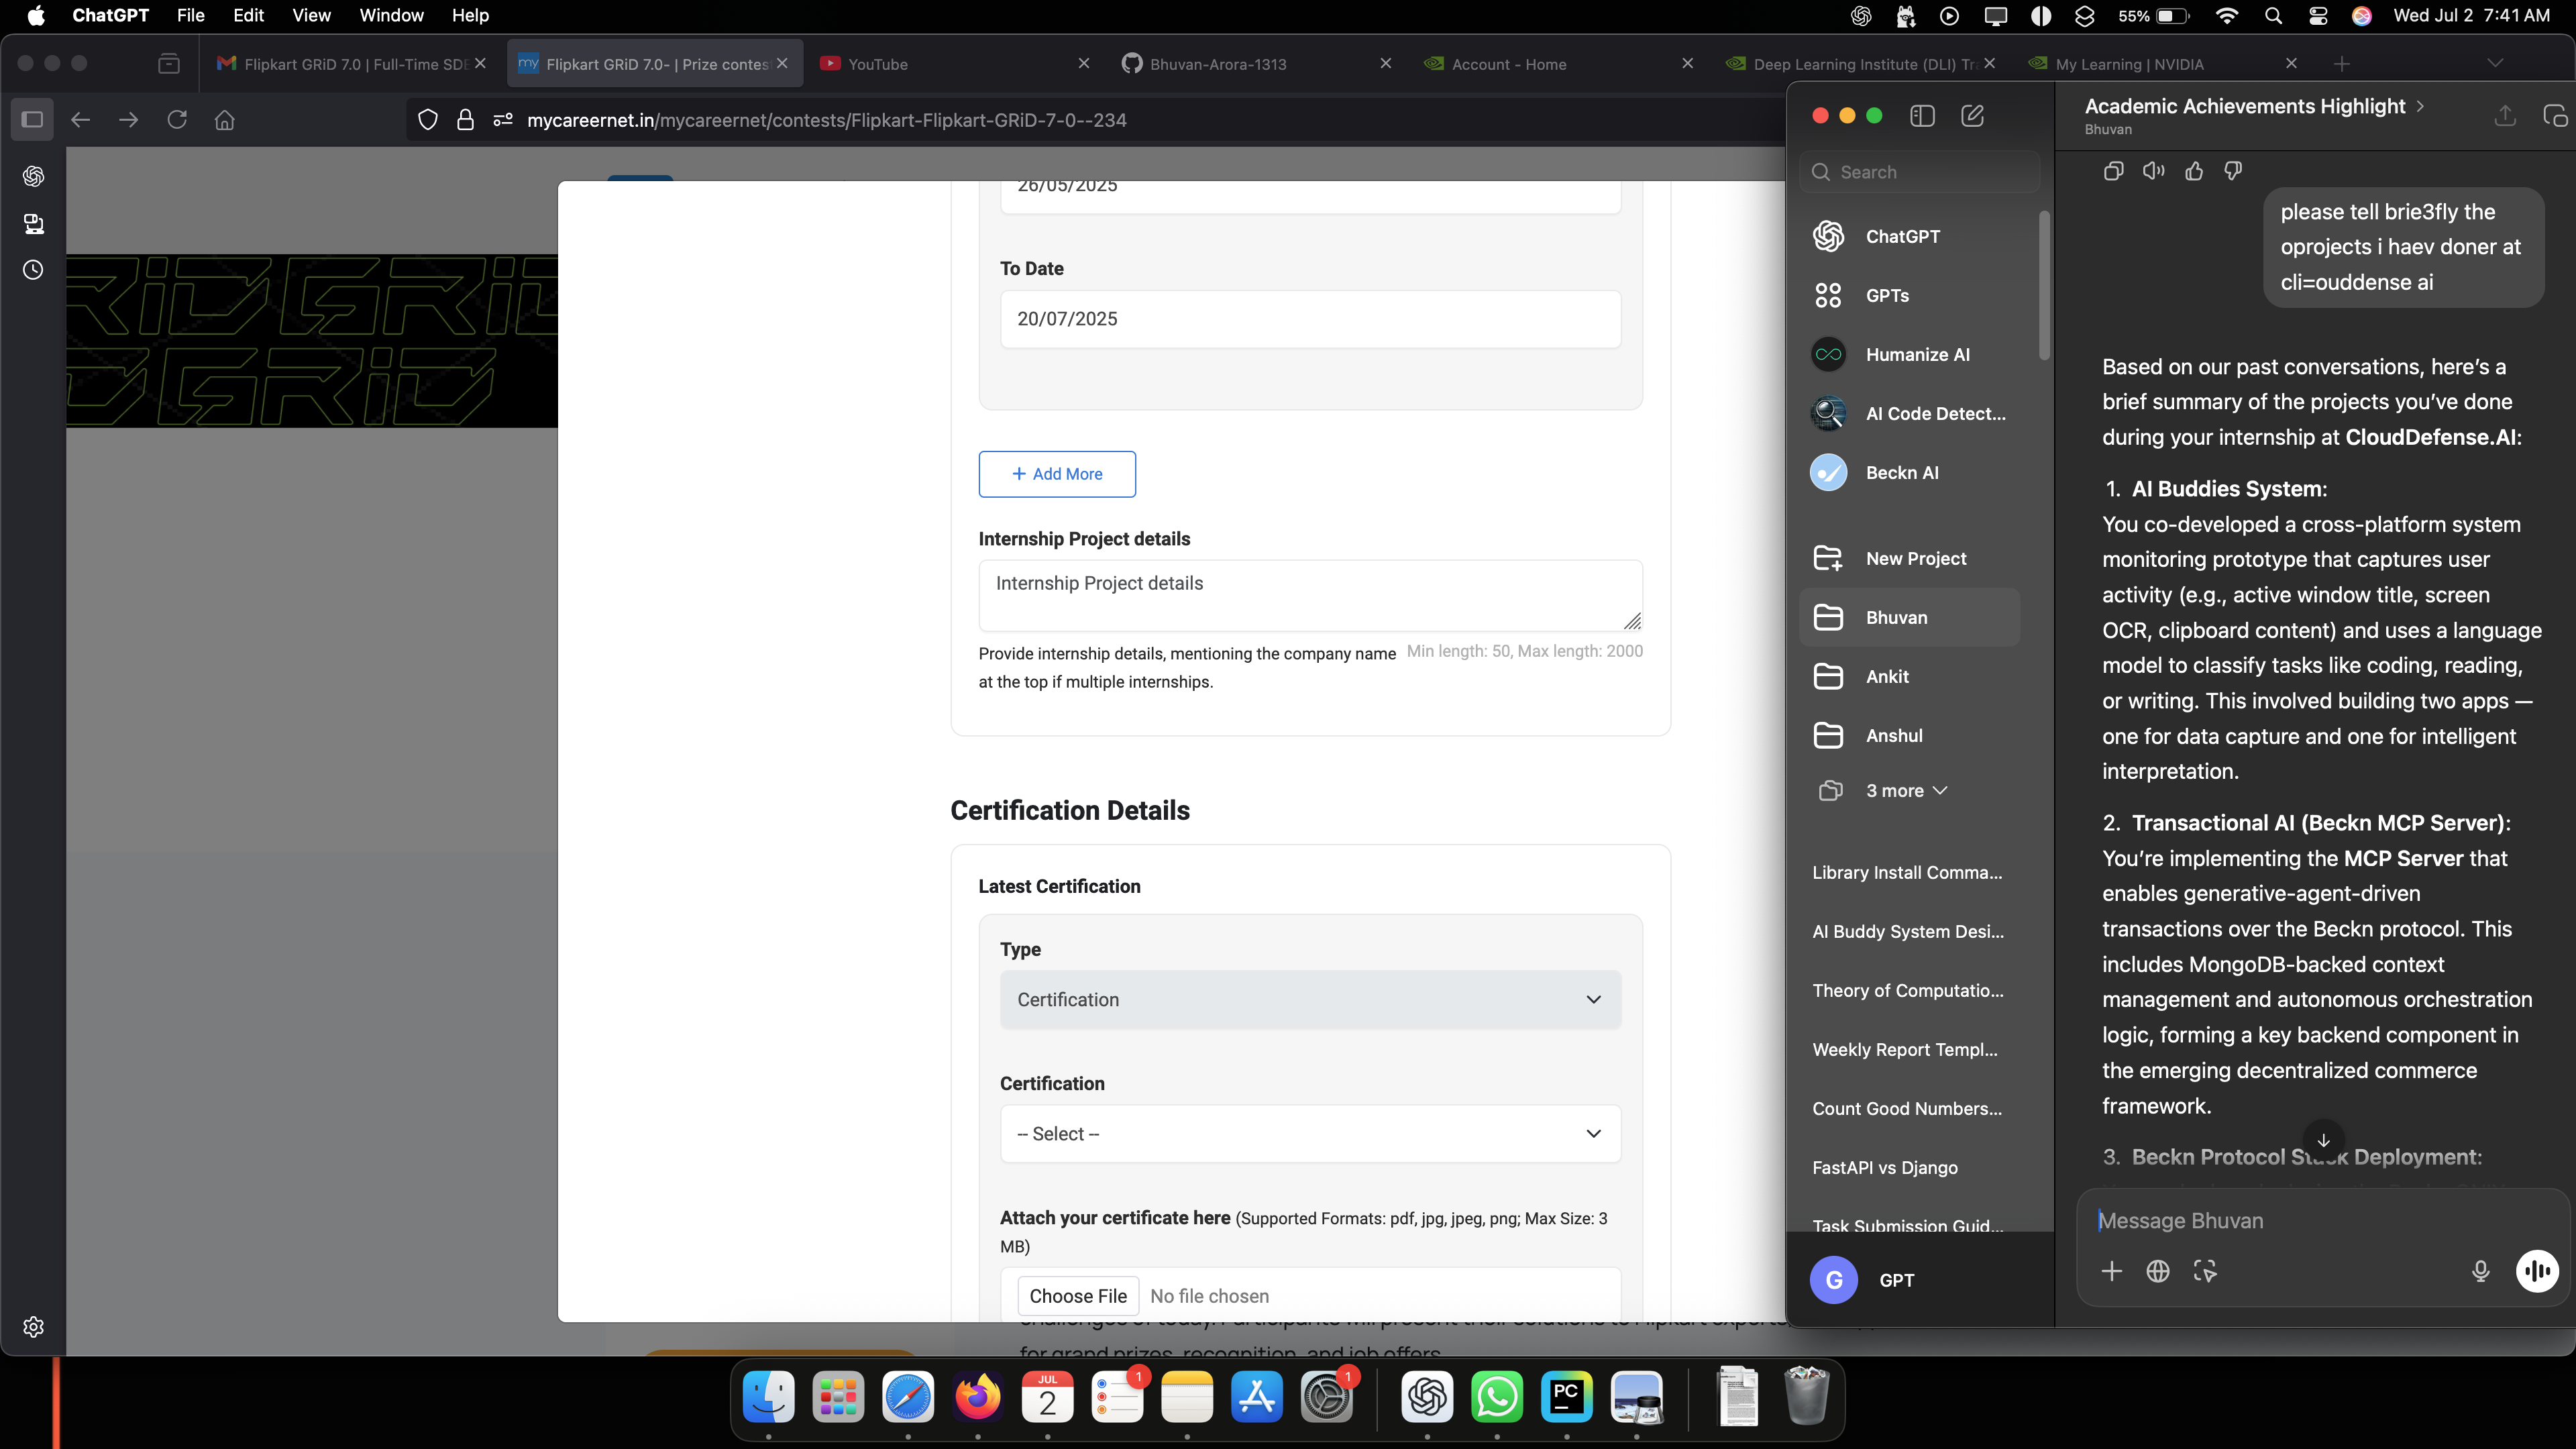 ChatGPT File Edit View Window Help
55% Wed Jul 2 7:41 AM
Flipkart GRiD 7.0 | Full-Time SDE
my Flipkart GRiD 7.0- | Prize contes
YouTube
Bhuvan-Arora-1313
Account - Home
Deep Learning Institute (DLI) Tr
My Learning | NVIDIA
mycareernet.in/mycareernet/contests/Flipkart-Flipkart-GRiD-7-0--234
26/05/2025
To Date
20/07/2025
+ Add More
Internship Project details
Internship Project details
Provide internship details, mentioning the company name
at the top if multiple internships.
Min length: 50, Max length: 2000
Certification Details
Latest Certification
Type
Certification
Certification
-- Select --
Attach your certificate here (Supported Formats: pdf, jpg, jpeg, png; Max Size: 3
MB)
Choose File No file chosen
for grand prizes, recognition, and job offers
Search
ChatGPT
GPTs
Humanize AI
AI Code Detect...
Beckn AI
New Project
Bhuvan
Ankit
Anshul
3 more
Library Install Comma...
AI Buddy System Desi...
Theory of Computatio...
Weekly Report Templ...
Count Good Numbers...
FastAPI vs Django
Task Submission Guid...
G GPT
Academic Achievements Highlight >
Bhuvan
please tell brie3fly the
oprojects i haev doner at
cli=ouddense ai
Based on our past conversations, here's a
brief summary of the projects you've done
during your internship at CloudDefense.AI:
1. AI Buddies System:
You co-developed a cross-platform system
monitoring prototype that captures user
activity (e.g., active window title, screen
OCR, clipboard content) and uses a language
model to classify tasks like coding, reading,
or writing. This involved building two apps —
one for data capture and one for intelligent
interpretation.
2. Transactional AI (Beckn MCP Server):
You're implementing the MCP Server that
enables generative-agent-driven
transactions over the Beckn protocol. This
includes MongoDB-backed context
management and autonomous orchestration
logic, forming a key backend component in
the emerging decentralized commerce
framework.
3. Beckn Protocol Stack Deployment:
Message Bhuvan
JUL
2
1
1
PC
GRiD